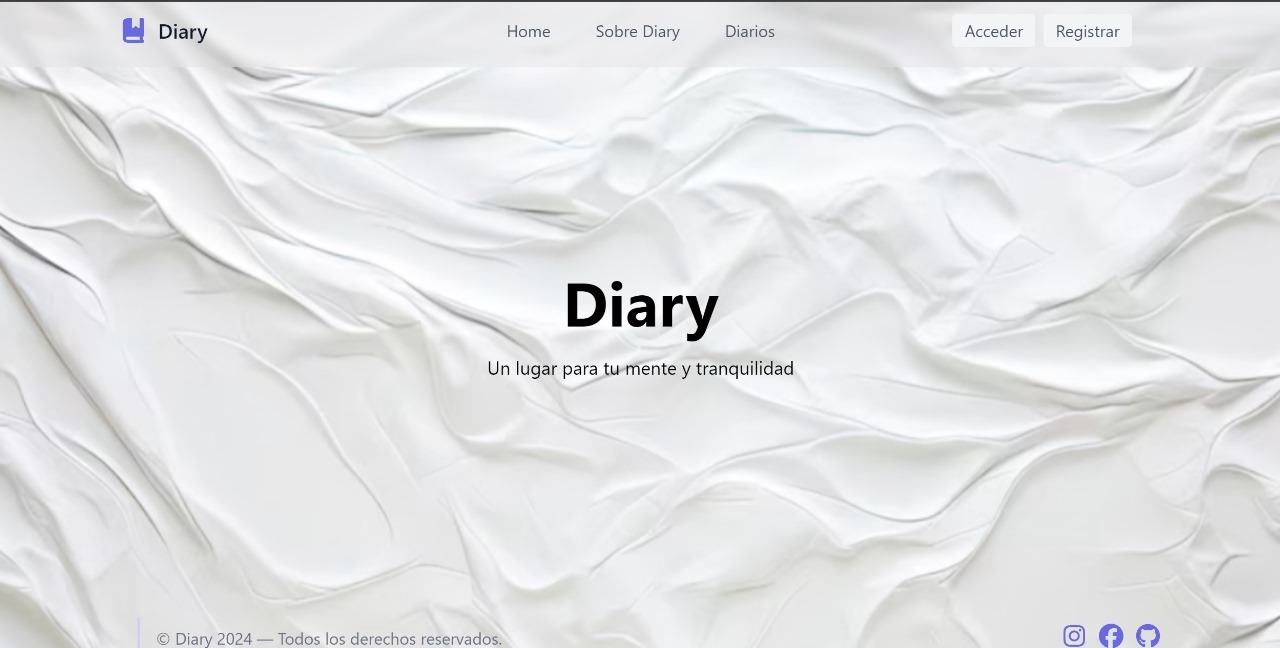 Diary
Home
Sobre Diary
Diarios
Acceder
Registrar
Diary
Un lugar para tu mente y tranquilidad
© Diary 2024 — Todos los derechos reservados.